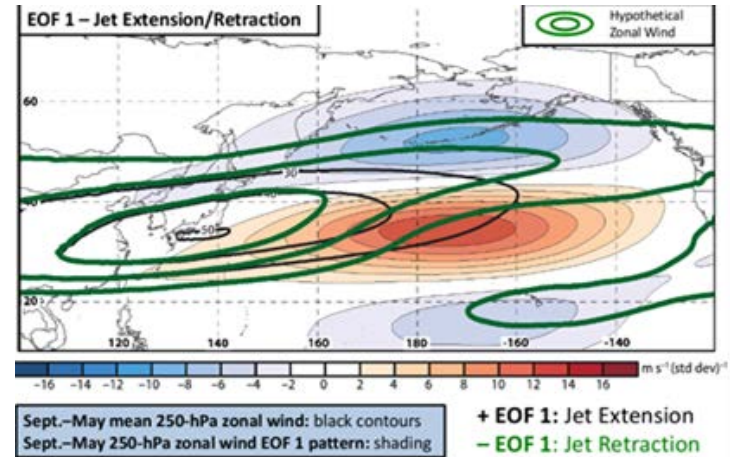 EOF 1 – Jet Extension/Retraction
Hypothetical
Zonal Wind
60
30
40
40
50
20
120
140
160
180
-160
-140
−16 −14 −12 −10 −8 −6 −4 −2 0 2 4 6 8 10 12 14 16
m s⁻¹ (std dev)⁻¹
Sept.–May mean 250-hPa zonal wind: black contours
Sept.–May 250-hPa zonal wind EOF 1 pattern: shading
+ EOF 1: Jet Extension
– EOF 1: Jet Retraction